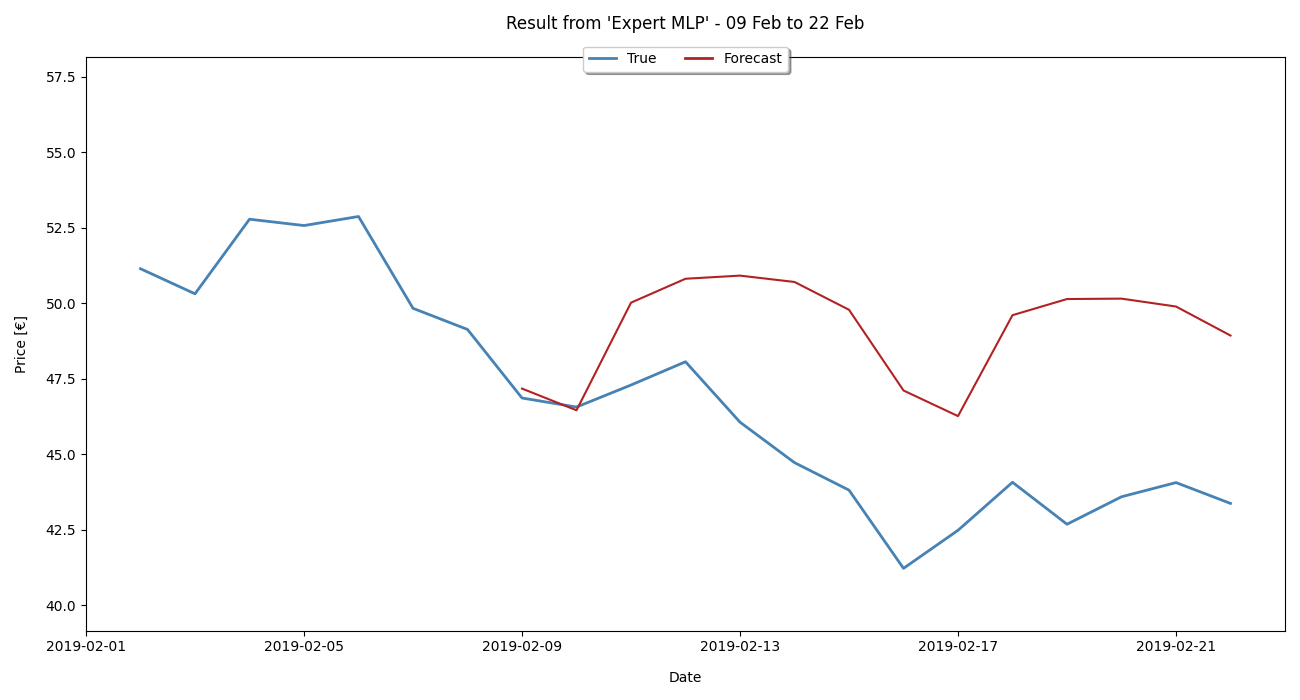 Result from 'Expert MLP' - 09 Feb to 22 Feb
True Forecast
57.5
55.0
52.5
50.0
47.5
45.0
42.5
40.0
Price [€]
2019-02-01 2019-02-05 2019-02-09 2019-02-13 2019-02-17 2019-02-21
Date